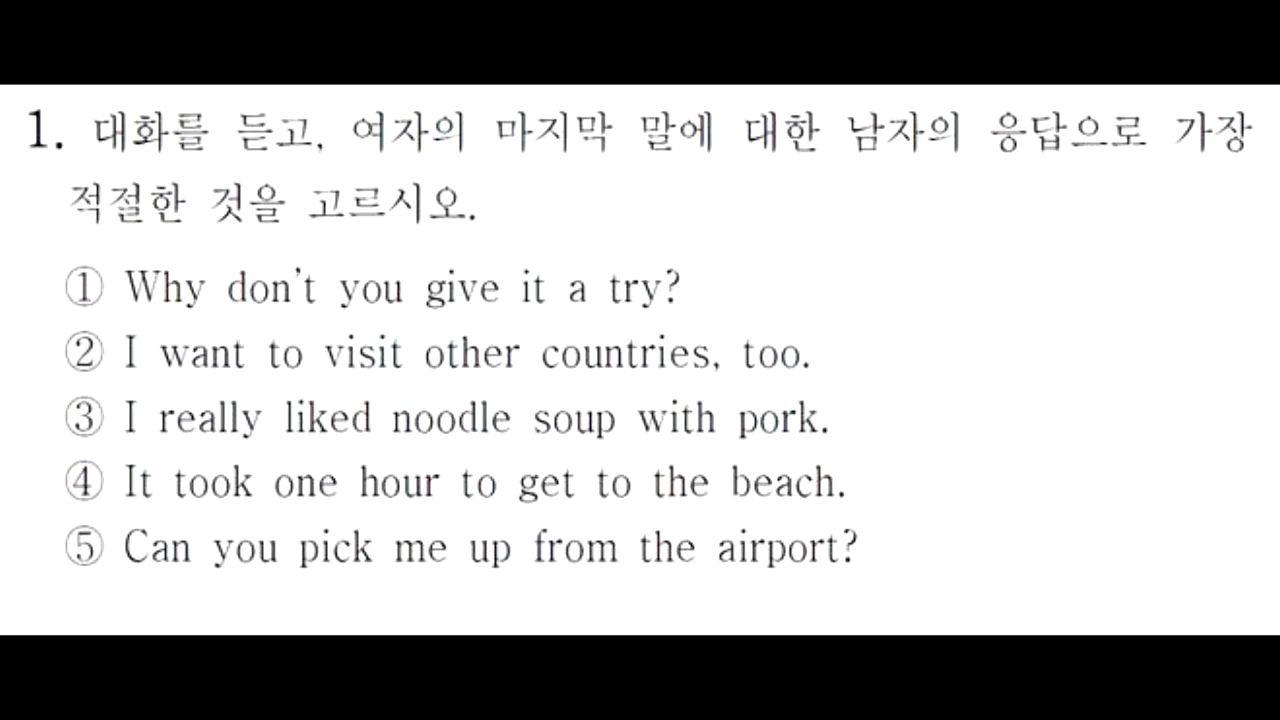 1. 대화를 듣고, 여자의 마지막 말에 대한 남자의 응답으로 가장
적절한 것을 고르시오.
① Why don't you give it a try?
② I want to visit other countries, too.
③ I really liked noodle soup with pork.
④ It took one hour to get to the beach.
⑤ Can you pick me up from the airport?